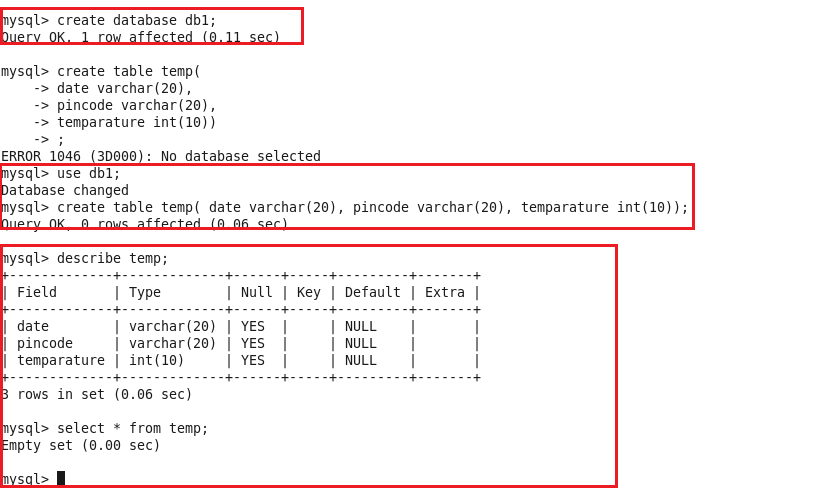 mysql> create database db1;
Query OK, 1 row affected (0.11 sec)
mysql> create table temp(
    -> date varchar(20),
    -> pincode varchar(20),
    -> temparature int(10))
    -> ;
ERROR 1046 (3D000): No database selected
mysql> use db1;
Database changed
mysql> create table temp( date varchar(20), pincode varchar(20), temparature int(10));
Query OK, 0 rows affected (0.06 sec)
mysql> describe temp;
+-------------+-------------+------+-----+---------+-------+
| Field       | Type        | Null | Key | Default | Extra |
+-------------+-------------+------+-----+---------+-------+
| date        | varchar(20) | YES  |     | NULL    |       |
| pincode     | varchar(20) | YES  |     | NULL    |       |
| temparature | int(10)     | YES  |     | NULL    |       |
+-------------+-------------+------+-----+---------+-------+
3 rows in set (0.06 sec)
mysql> select * from temp;
Empty set (0.00 sec)
mysql>